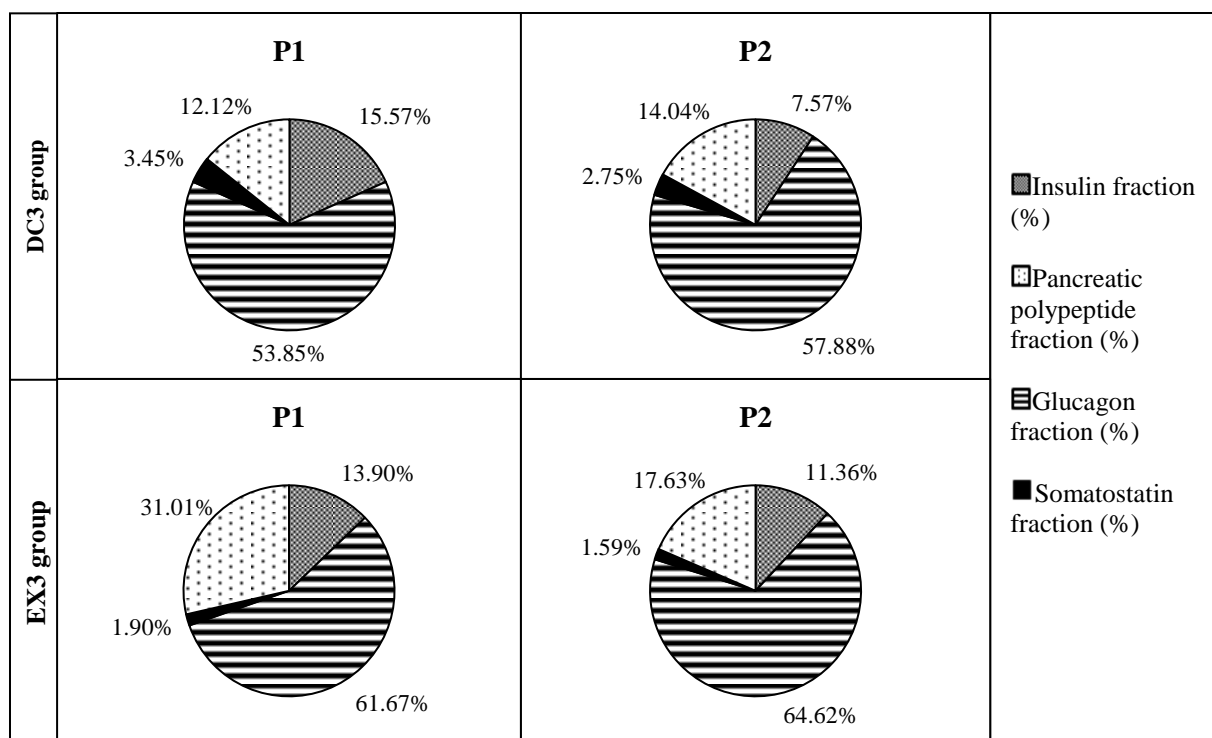 DC3 group
P1
12.12%
15.57%
3.45%
53.85%
P2
14.04%
7.57%
2.75%
57.88%
EX3 group
P1
31.01%
13.90%
1.90%
61.67%
P2
17.63%
11.36%
1.59%
64.62%
Insulin fraction
(%)
Pancreatic
polypeptide
fraction (%)
Glucagon
fraction (%)
Somatostatin
fraction (%)